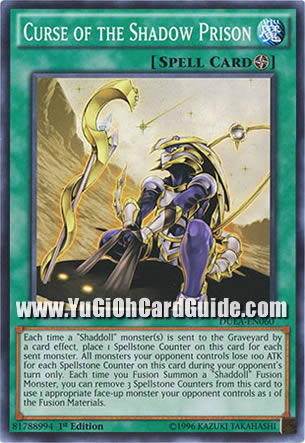 CURSE OF THE SHADOW PRISON
[SPELL CARD]
www.YuGiOhCardGuide.com
DUEA-EN060
Each time a "Shaddoll" monster(s) is sent to the Graveyard by
a card effect, place 1 Spellstone Counter on this card for each
sent monster. All monsters your opponent controls lose 100 ATK
for each Spellstone Counter on this card during your opponent's
turn only. Each time you Fusion Summon a "Shaddoll" Fusion
Monster, you can remove 3 Spellstone Counters from this card to
use 1 appropriate face-up monster your opponent controls as 1 of
the Fusion Materials.
81788994 1st Edition ©1996 KAZUKI TAKAHASHI